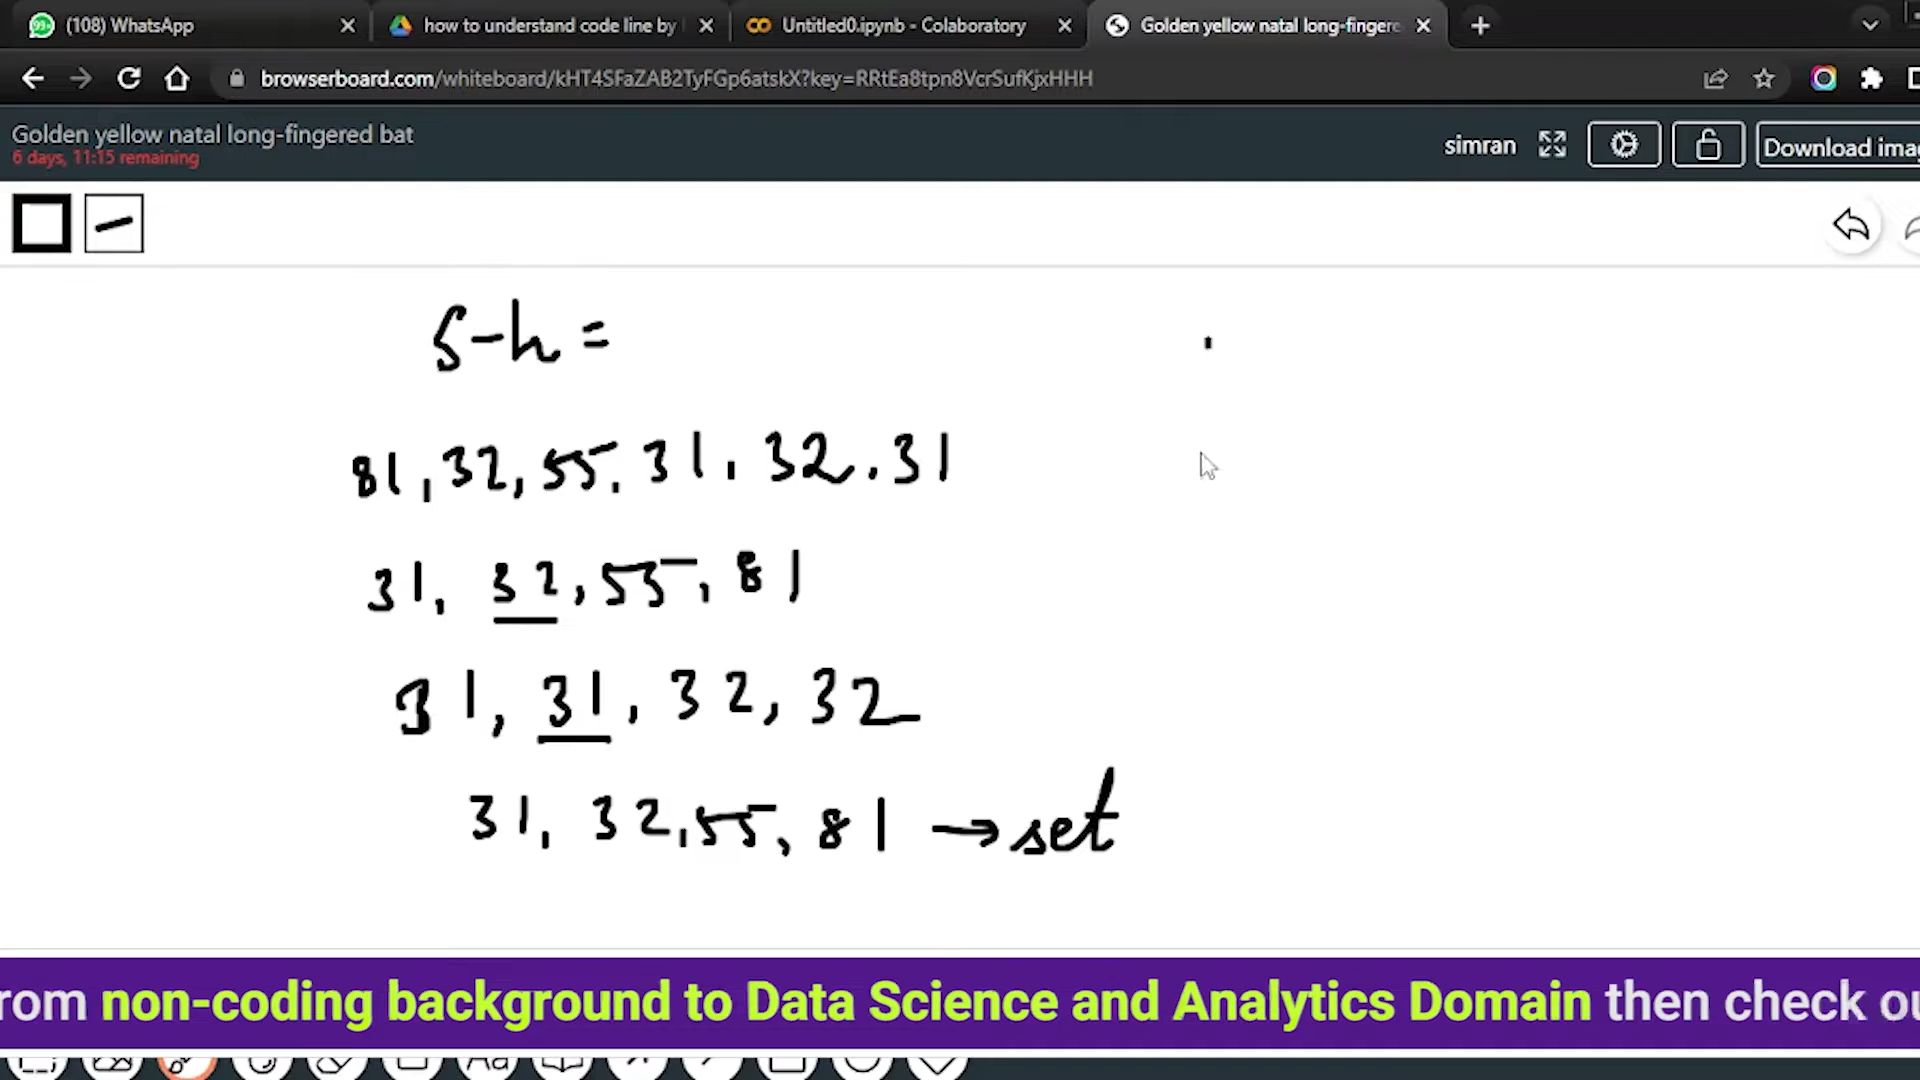 (108) WhatsApp
how to understand code line by
Untitled0.ipynb - Colaboratory
Golden yellow natal long-fingere
browserboard.com/whiteboard/kHT4SFaZAB2TyFGp6atskX?key=RRtEa8tpn8VcrSufKjxHHH
Golden yellow natal long-fingered bat
6 days, 11:15 remaining
simran
Download imag
S-h =
81, 32, 55, 31, 32, 31
31, 32, 55, 81
31, 31, 32, 32
31, 32, 55, 81 → set
rom non-coding background to Data Science and Analytics Domain then check ou
Aa